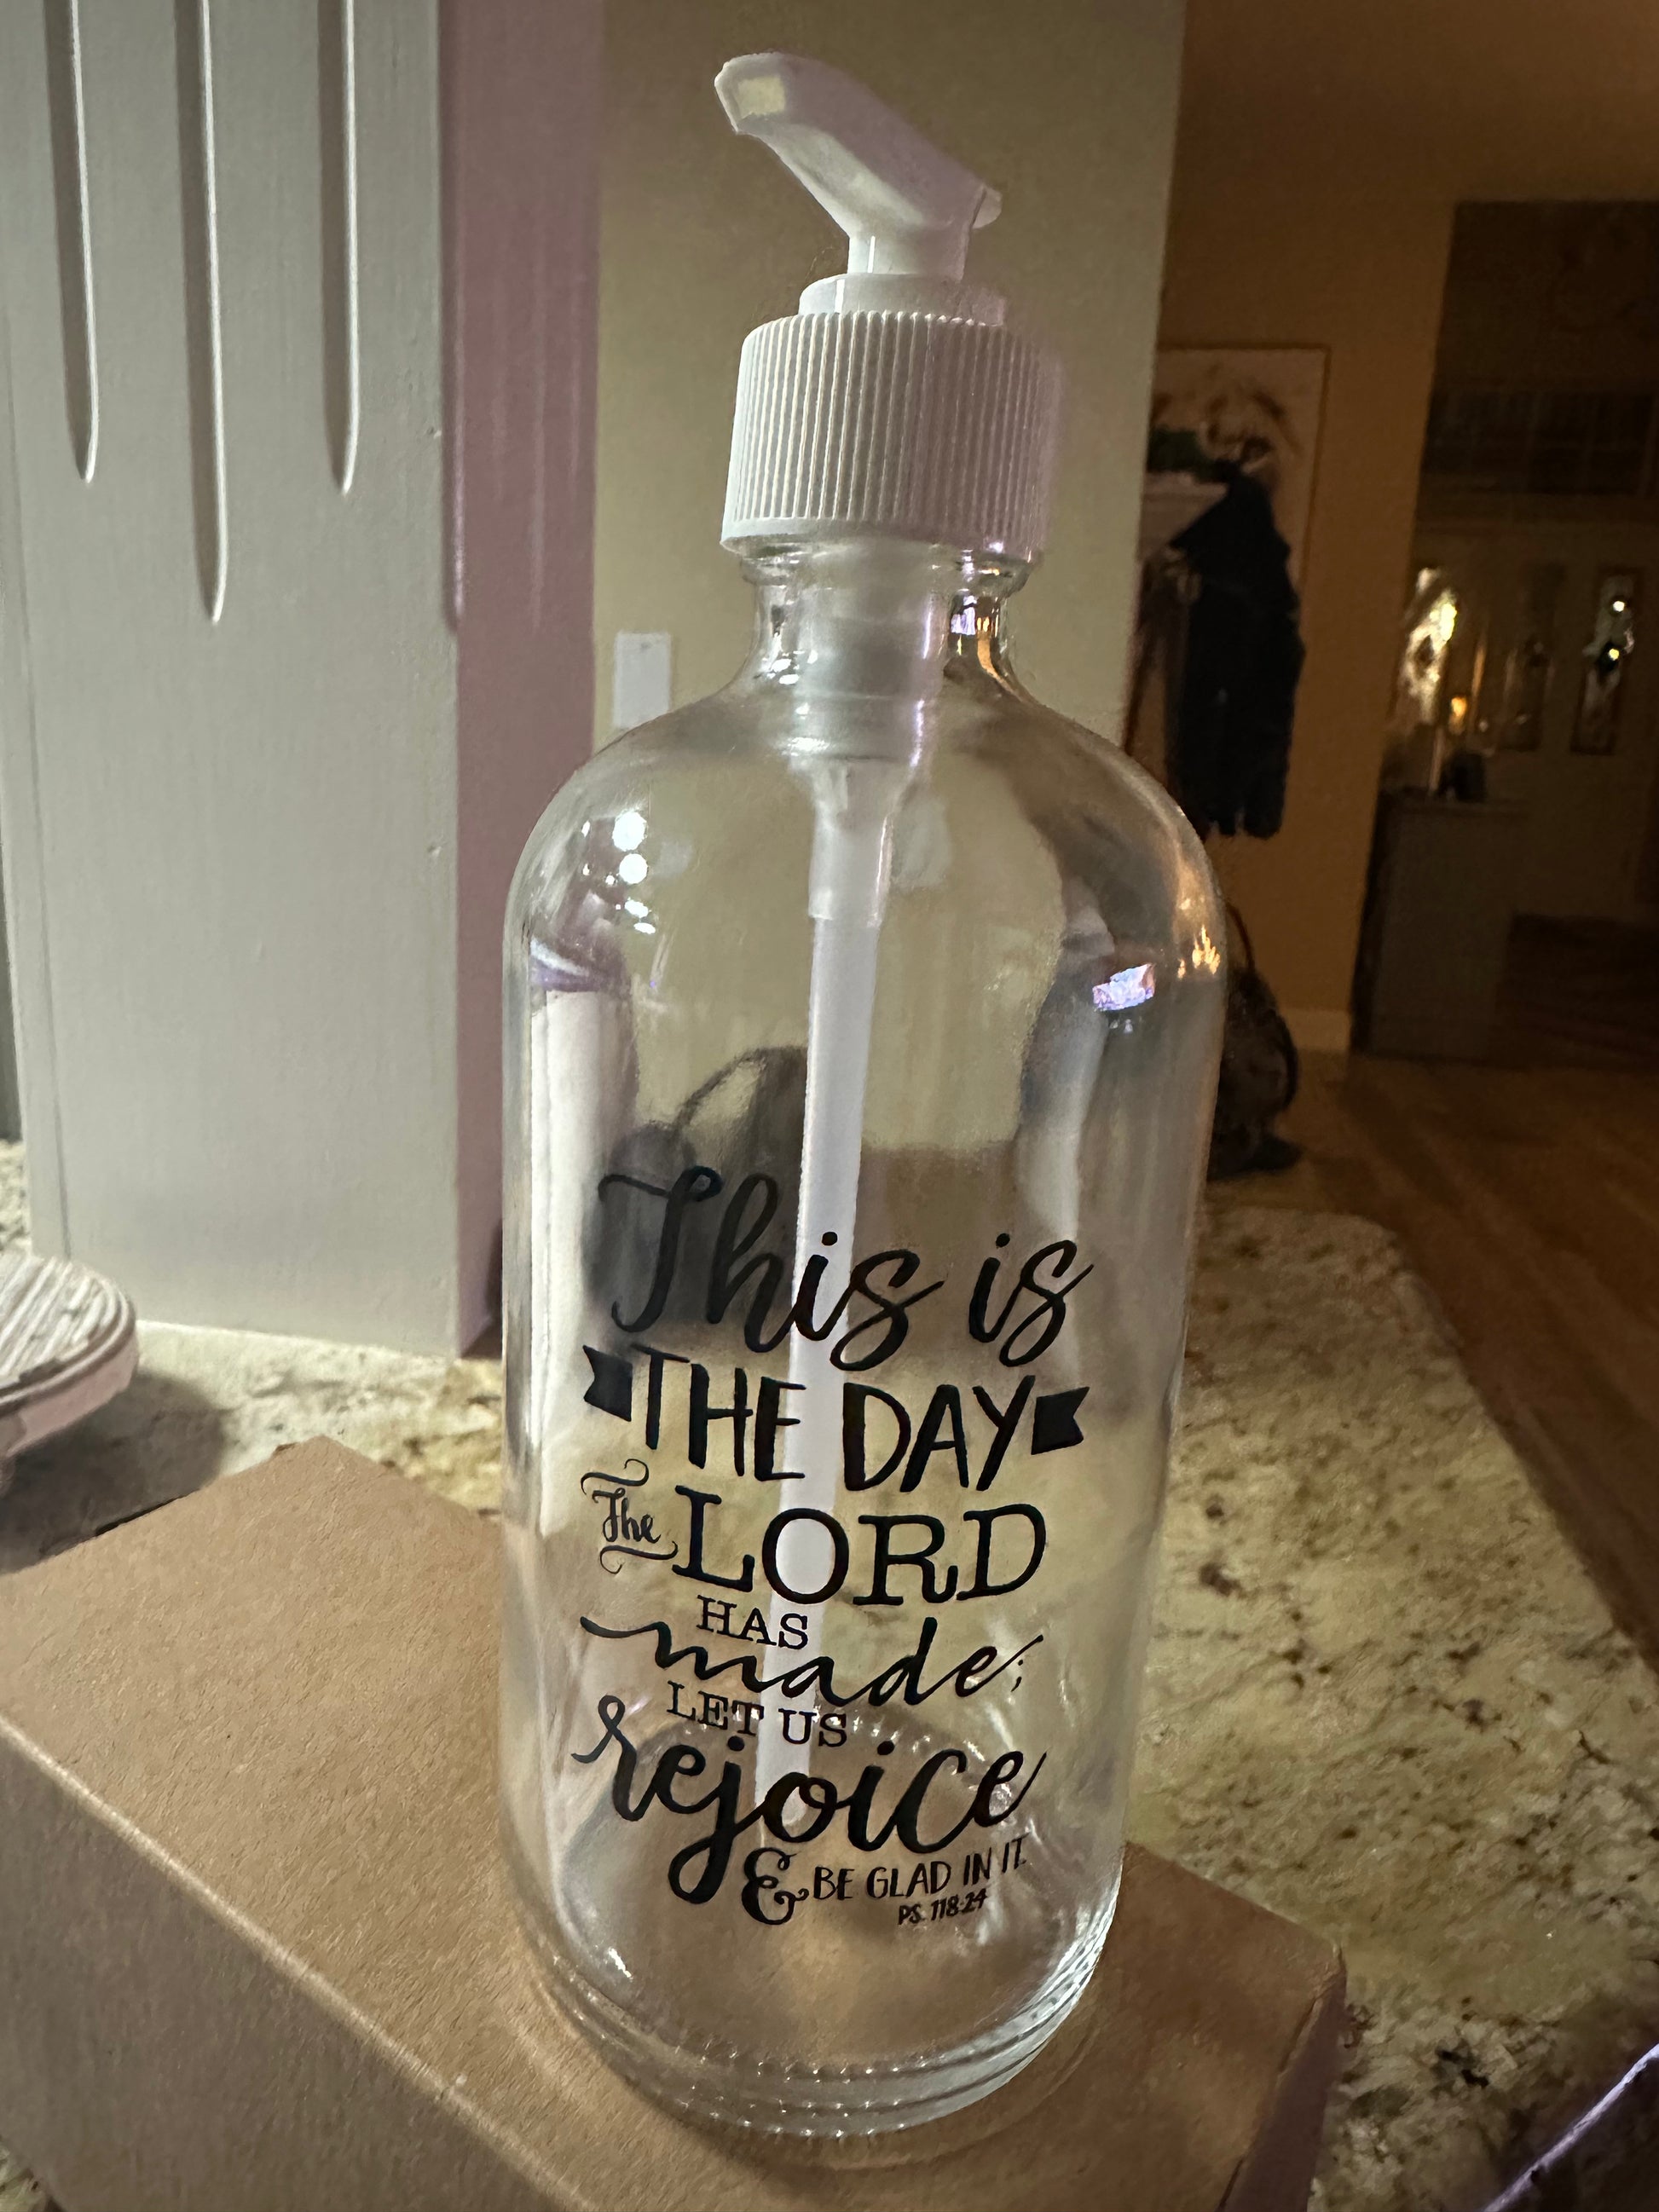 This is
THE DAY
The LORD
HAS
made;
LET US
rejoice
& BE GLAD IN IT.
PS. 118:24